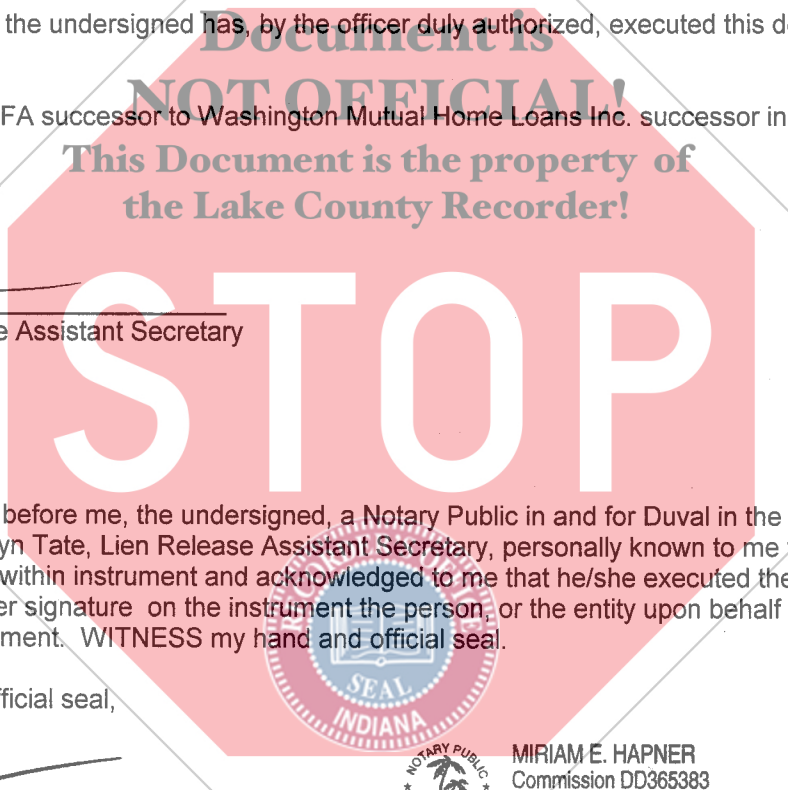 the undersigned has, by the officer duly authorized, executed this d
Document is
NOT OFFICIAL!
FA successor to Washington Mutual Home Loans Inc. successor in
This Document is the property of
the Lake County Recorder!
STOP
e Assistant Secretary
before me, the undersigned, a Notary Public in and for Duval in the
yn Tate, Lien Release Assistant Secretary, personally known to me
within instrument and acknowledged to me that he/she executed the
er signature on the instrument the person, or the entity upon behalf
ment. WITNESS my hand and official seal.
SEAL
INDIANA
fficial seal,
NOTARY PUBLIC
MIRIAM E. HAPNER
Commission DD365383